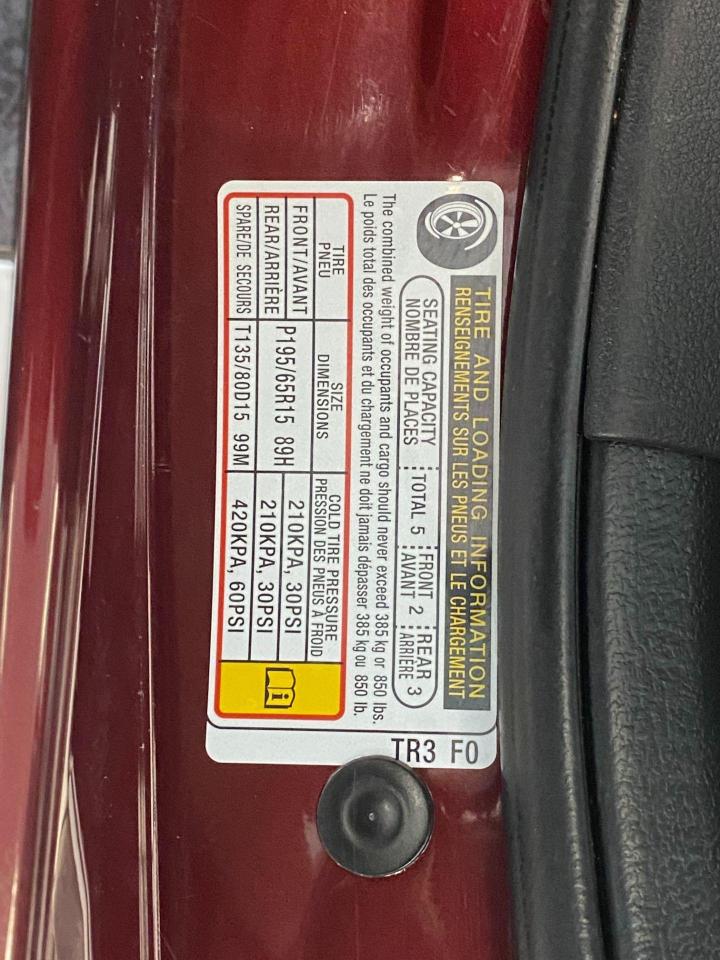 TIRE AND LOADING INFORMATION
RENSEIGNEMENTS SUR LES PNEUS ET LE CHARGEMENT
SEATING CAPACITY TOTAL 5 FRONT 2 REAR 3
NOMBRE DE PLACES AVANT ARRIÈRE
The combined weight of occupants and cargo should never exceed 385 kg or 850 lbs.
Le poids total des occupants et du chargement ne doit jamais dépasser 385 kg ou 850 lb.
TIRE SIZE COLD TIRE PRESSURE
PNEU DIMENSIONS PRESSION DES PNEUS À FROID
FRONT/AVANT P195/65R15 89H 210KPA, 30PSI
REAR/ARRIÈRE 210KPA, 30PSI
SPARE/DE SECOURS T135/80D15 99M 420KPA, 60PSI
TR3 F0